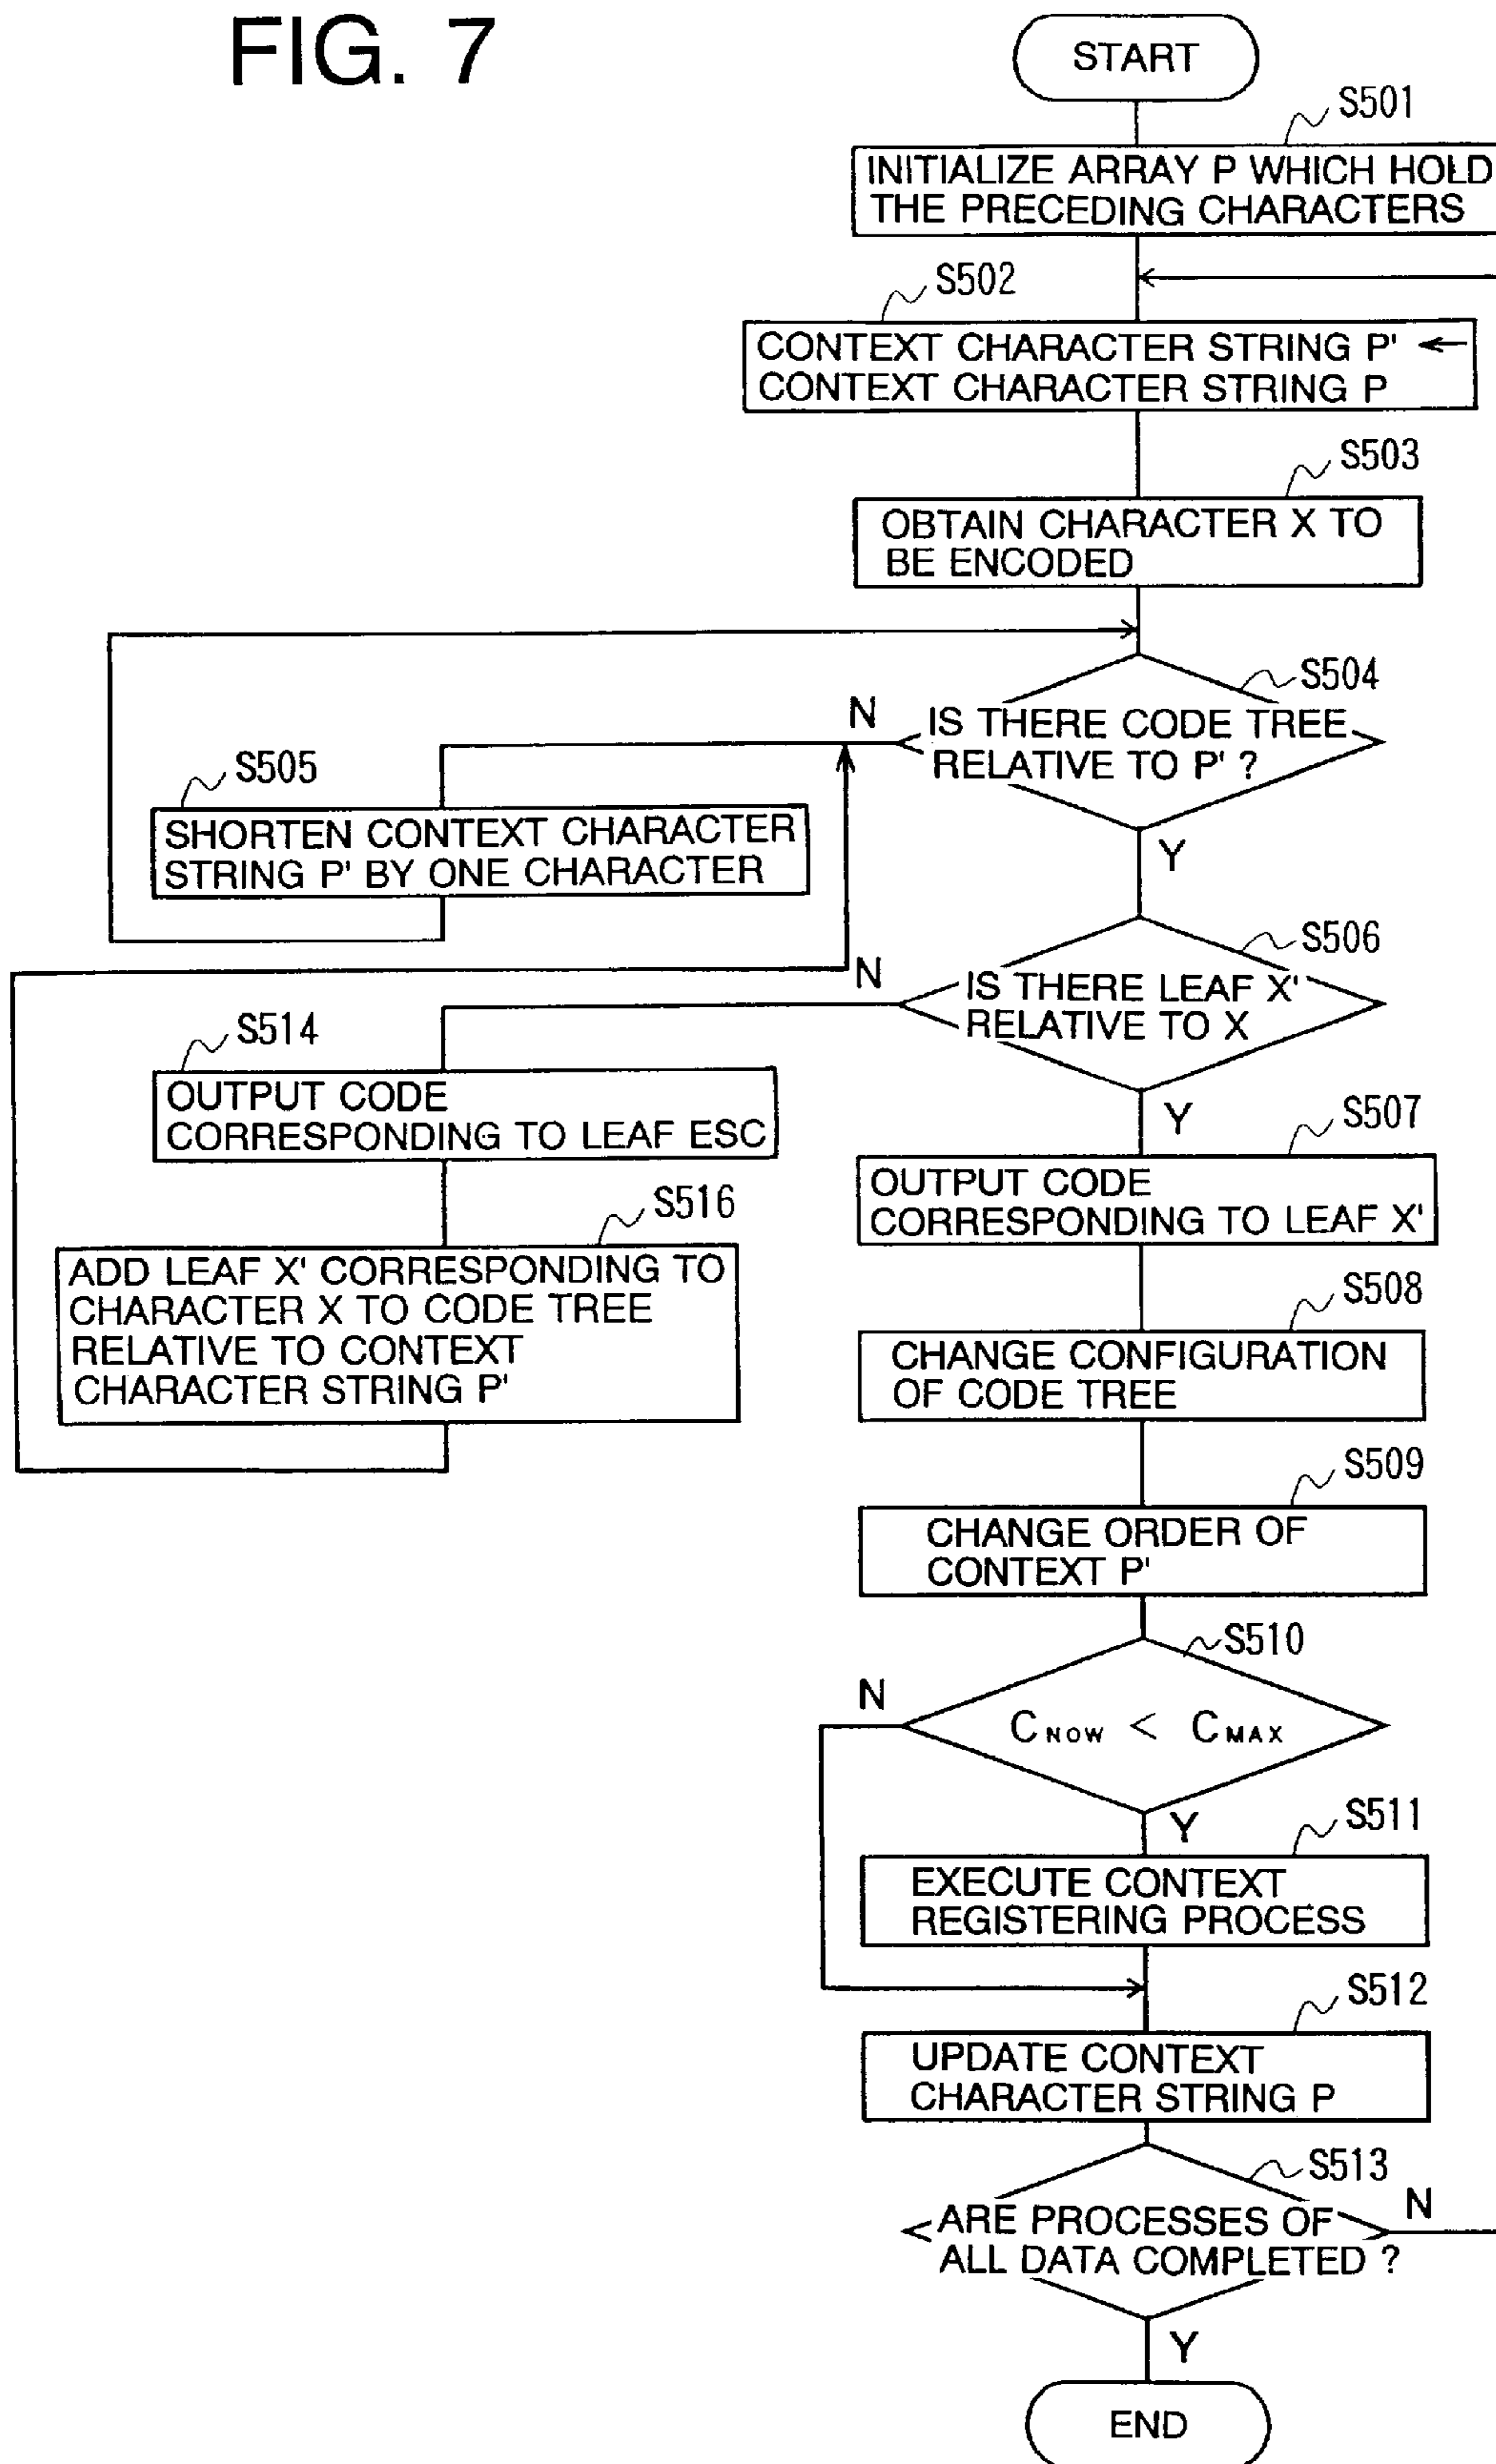 FIG. 7
START
S501
INITIALIZE ARRAY P WHICH HOLD
THE PRECEDING CHARACTERS
S502
CONTEXT CHARACTER STRING P' ←
CONTEXT CHARACTER STRING P
S503
OBTAIN CHARACTER X TO
BE ENCODED
S504
N
IS THERE CODE TREE
RELATIVE TO P' ?
Y
S505
SHORTEN CONTEXT CHARACTER
STRING P' BY ONE CHARACTER
S506
N
IS THERE LEAF X'
RELATIVE TO X
Y
S514
OUTPUT CODE
CORRESPONDING TO LEAF ESC
S516
ADD LEAF X' CORRESPONDING TO
CHARACTER X TO CODE TREE
RELATIVE TO CONTEXT
CHARACTER STRING P'
S507
OUTPUT CODE
CORRESPONDING TO LEAF X'
S508
CHANGE CONFIGURATION
OF CODE TREE
S509
CHANGE ORDER OF
CONTEXT P'
S510
N
CNOW < CMAX
Y
S511
EXECUTE CONTEXT
REGISTERING PROCESS
S512
UPDATE CONTEXT
CHARACTER STRING P
S513
N
ARE PROCESSES OF
ALL DATA COMPLETED ?
Y
END